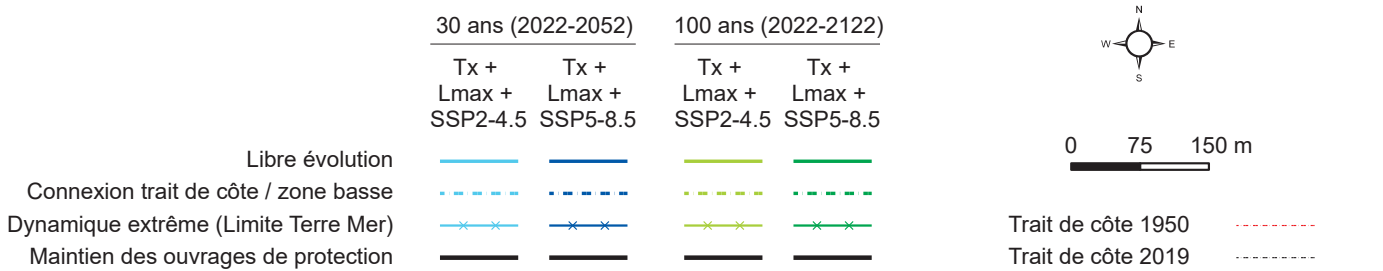 30 ans (2022-2052) 100 ans (2022-2122)
Tx + Tx + Tx + Tx +
Lmax + Lmax + Lmax + Lmax +
SSP2-4.5 SSP5-8.5 SSP2-4.5 SSP5-8.5
N
W E
S
0 75 150 m
Libre évolution
Connexion trait de côte / zone basse
Dynamique extrême (Limite Terre Mer)
Maintien des ouvrages de protection
Trait de côte 1950
Trait de côte 2019